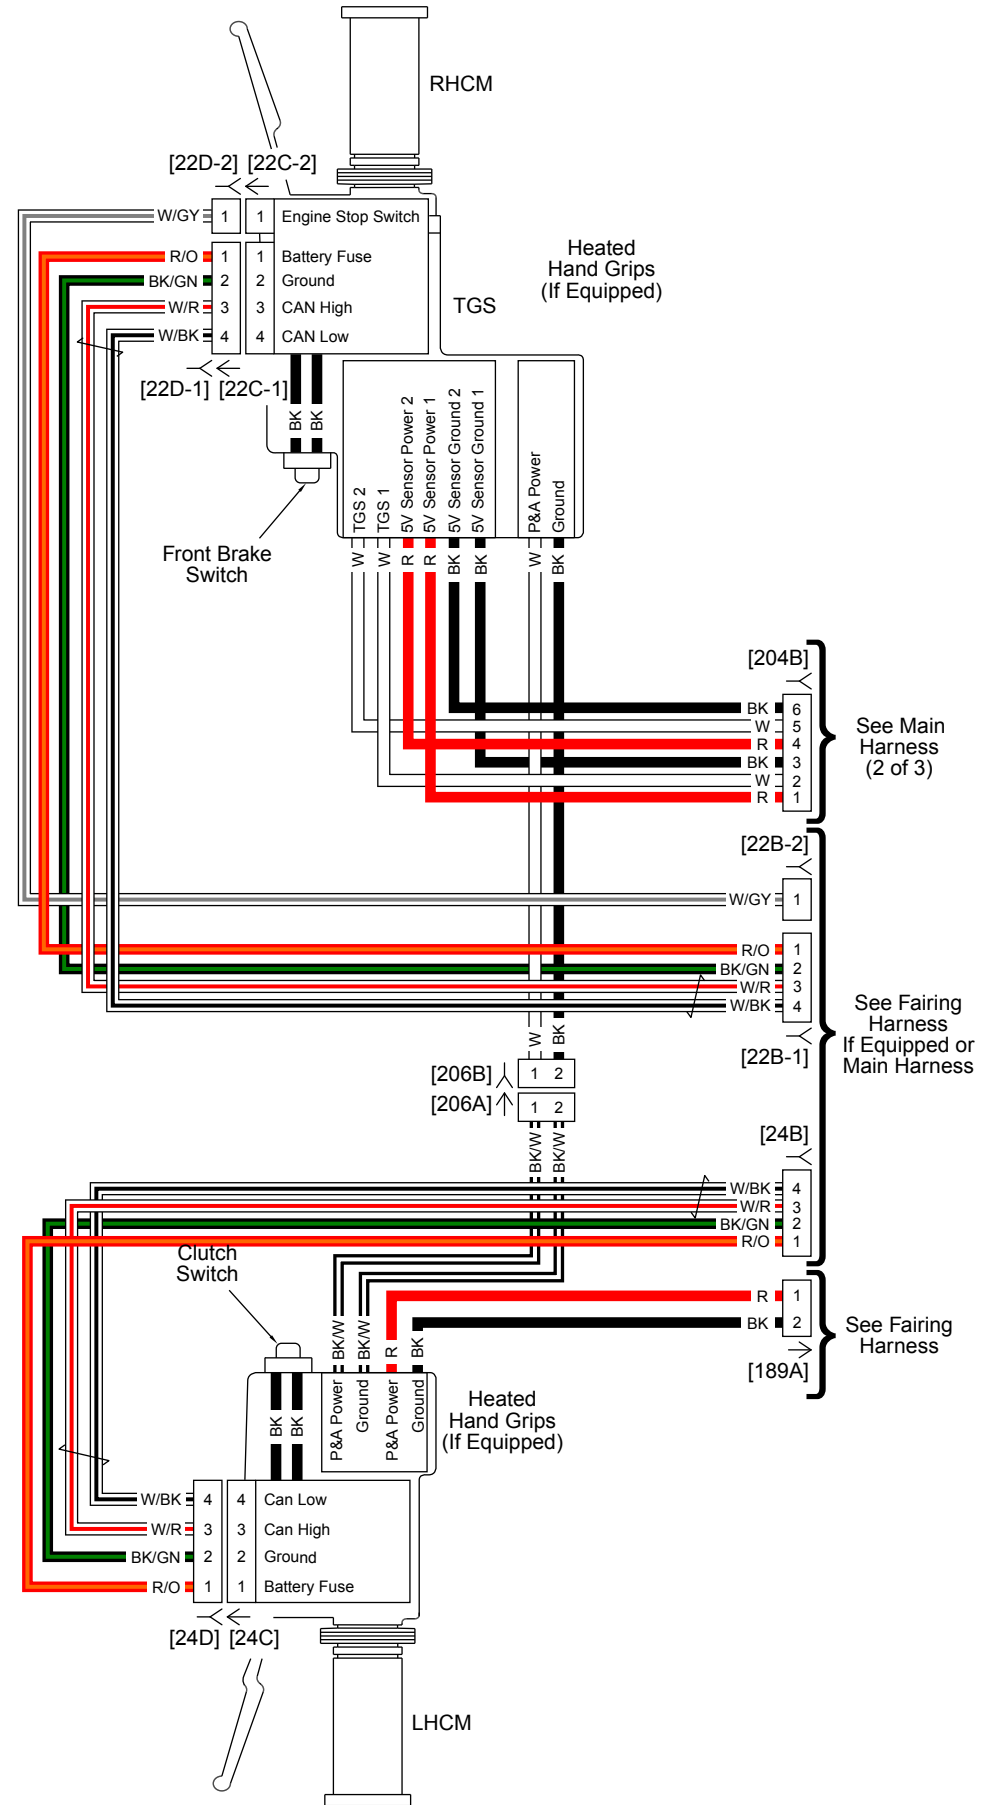 RHCM
[22D-2] [22C-2]
W/GY 1 1 Engine Stop Switch
R/O 1 1 Battery Fuse
BK/GN 2 2 Ground
W/R 3 3 CAN High
W/BK 4 4 CAN Low
[22D-1] [22C-1]
Heated
Hand Grips
(If Equipped)
TGS
BK BK
Front Brake
Switch
TGS 2
TGS 1
5V Sensor Power 2
5V Sensor Power 1
5V Sensor Ground 2
5V Sensor Ground 1
P&A Power
Ground
W W R R BK BK W BK
[204B]
BK 6
W 5
R 4
BK 3
W 2
R 1
See Main
Harness
(2 of 3)
[22B-2]
W/GY 1
R/O 1
BK/GN 2
W/R 3
W/BK 4
[22B-1]
See Fairing
Harness
If Equipped or
Main Harness
W BK
[206B] 1 2
[206A] 1 2
BK/W BK/W
[24B]
W/BK 4
W/R 3
BK/GN 2
R/O 1
Clutch
Switch
R 1
BK 2
[189A]
See Fairing
Harness
BK/W BK/W R BK
P&A Power
Ground
P&A Power
Ground
Heated
Hand Grips
(If Equipped)
BK BK
W/BK 4 4 Can Low
W/R 3 3 Can High
BK/GN 2 2 Ground
R/O 1 1 Battery Fuse
[24D] [24C]
LHCM